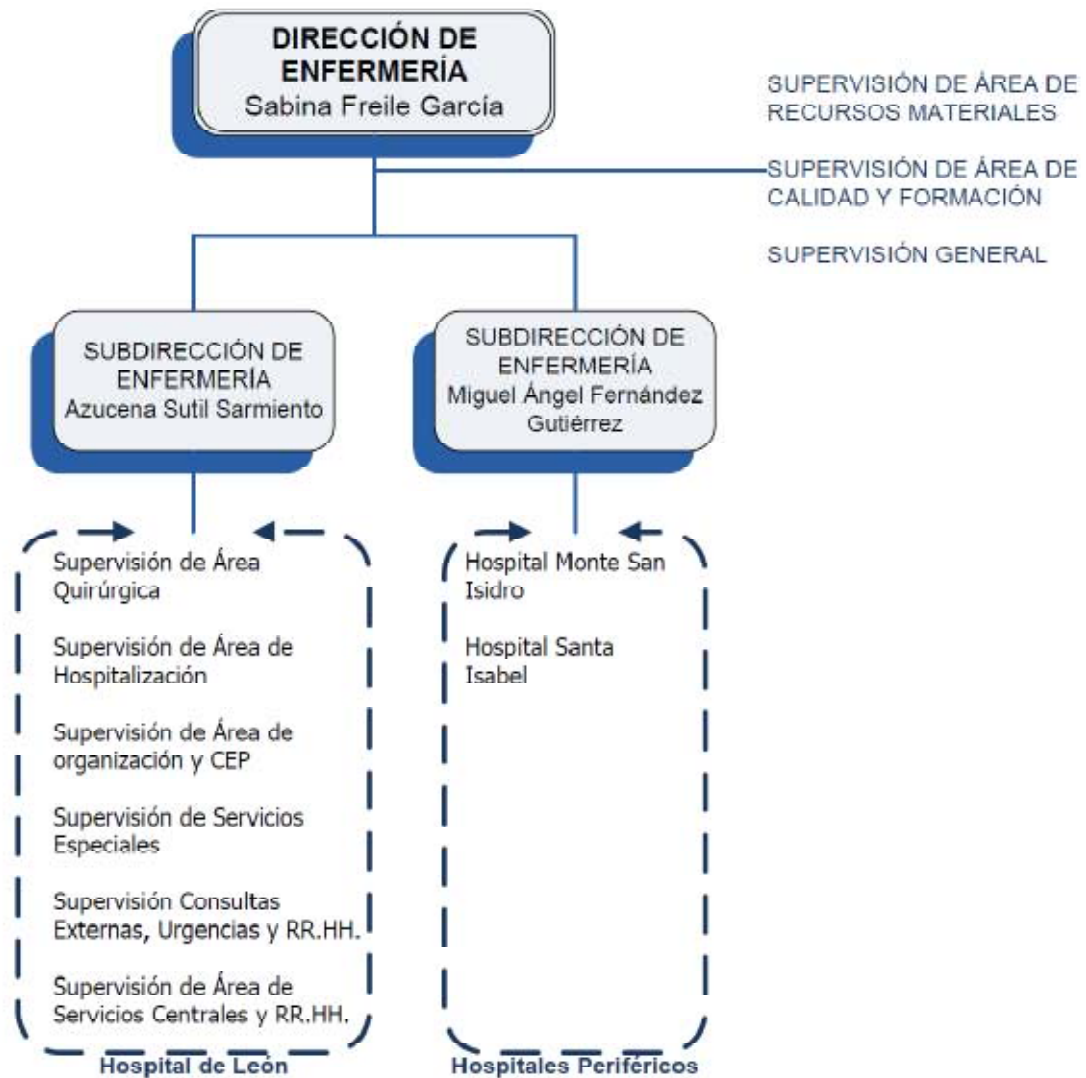 DIRECCIÓN DE
ENFERMERÍA
Sabina Freile García
SUPERVISIÓN DE ÁREA DE
RECURSOS MATERIALES
SUPERVISIÓN DE ÁREA DE
CALIDAD Y FORMACIÓN
SUPERVISIÓN GENERAL
SUBDIRECCIÓN DE
ENFERMERÍA
Azucena Sutil Sarmiento
SUBDIRECCIÓN DE
ENFERMERÍA
Miguel Ángel Fernández
Gutiérrez
Supervisión de Área
Quirúrgica
Supervisión de Área de
Hospitalización
Supervisión de Área de
organización y CEP
Supervisión de Servicios
Especiales
Supervisión Consultas
Externas, Urgencias y RR.HH.
Supervisión de Área de
Servicios Centrales y RR.HH.
Hospital de León
Hospital Monte San
Isidro
Hospital Santa
Isabel
Hospitales Periféricos